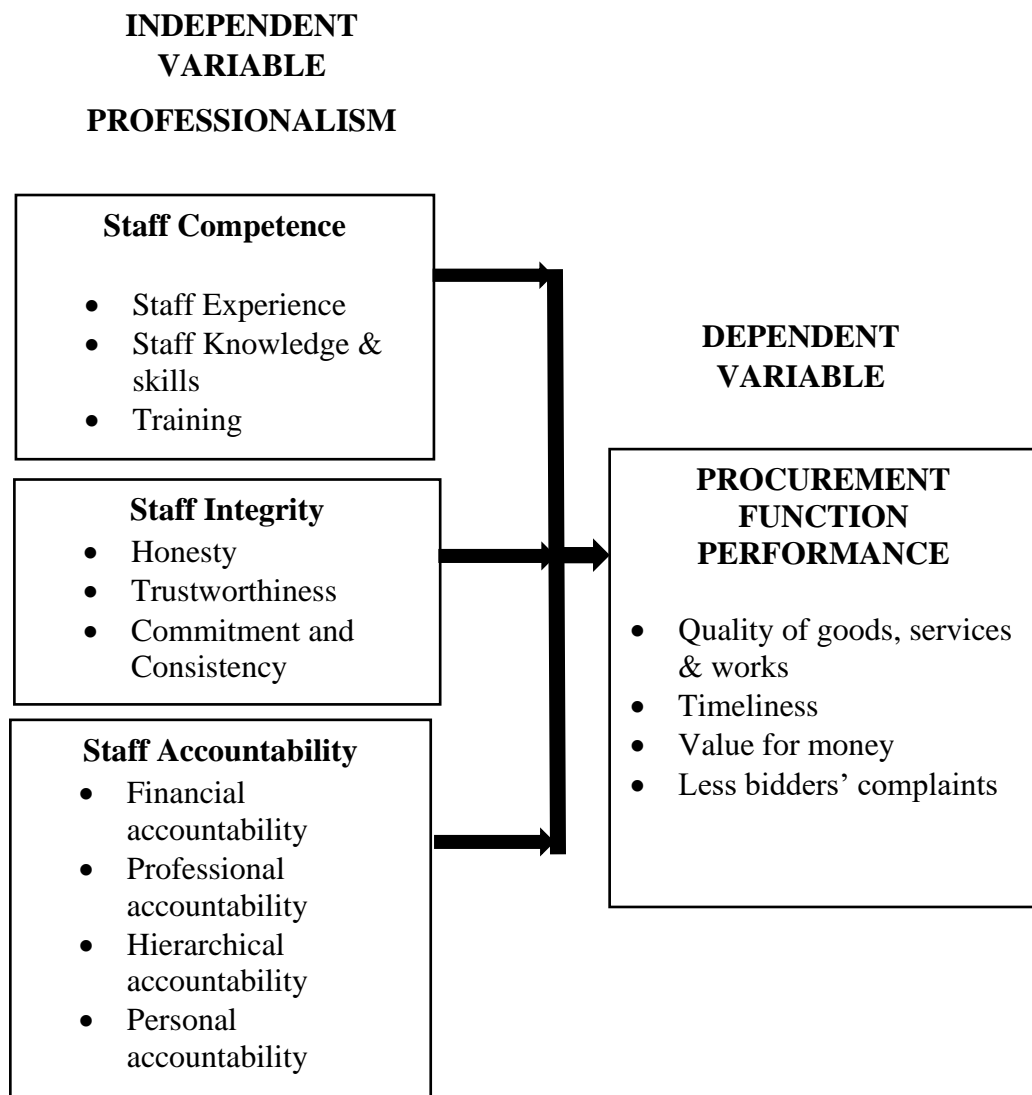 INDEPENDENT
VARIABLE
PROFESSIONALISM
Staff Competence
• Staff Experience
• Staff Knowledge &
skills
• Training
Staff Integrity
• Honesty
• Trustworthiness
• Commitment and
Consistency
Staff Accountability
• Financial
accountability
• Professional
accountability
• Hierarchical
accountability
• Personal
accountability
DEPENDENT
VARIABLE
PROCUREMENT
FUNCTION
PERFORMANCE
• Quality of goods, services
& works
• Timeliness
• Value for money
• Less bidders’ complaints